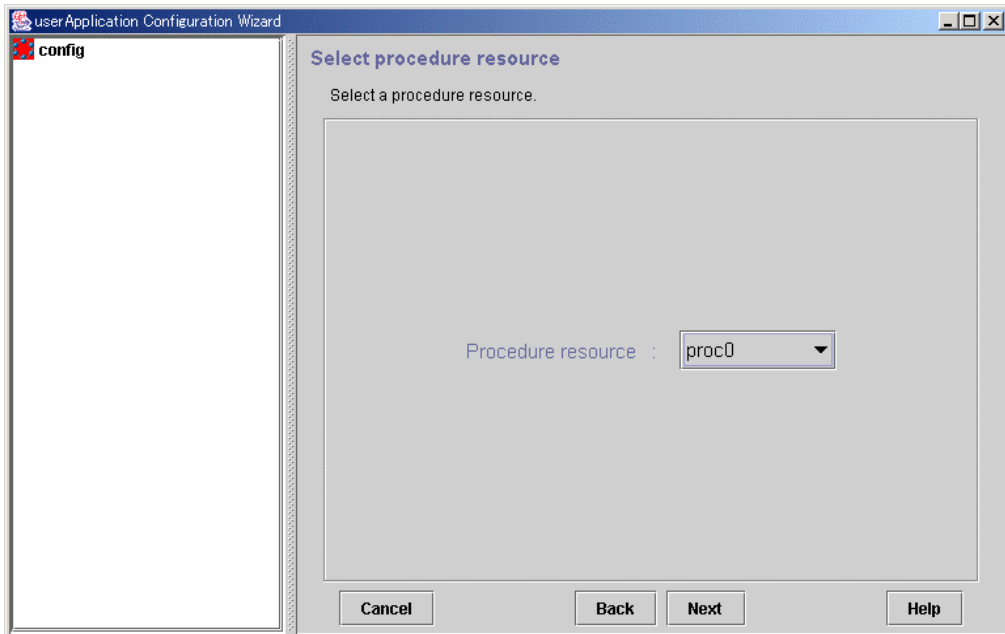 userApplication Configuration Wizard
config
Select procedure resource
Select a procedure resource.
Procedure resource : proc0
Cancel Back Next Help